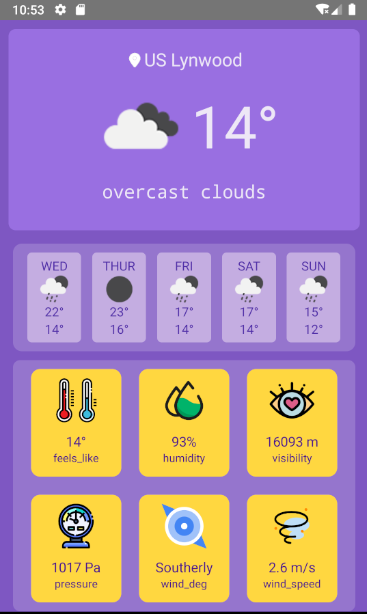 10:53
US Lynwood
14°
overcast clouds
WED THUR FRI SAT SUN
22° 23° 17° 17° 15°
14° 16° 14° 14° 12°
14° 93% 16093 m
feels_like humidity visibility
1017 Pa Southerly 2.6 m/s
pressure wind_deg wind_speed